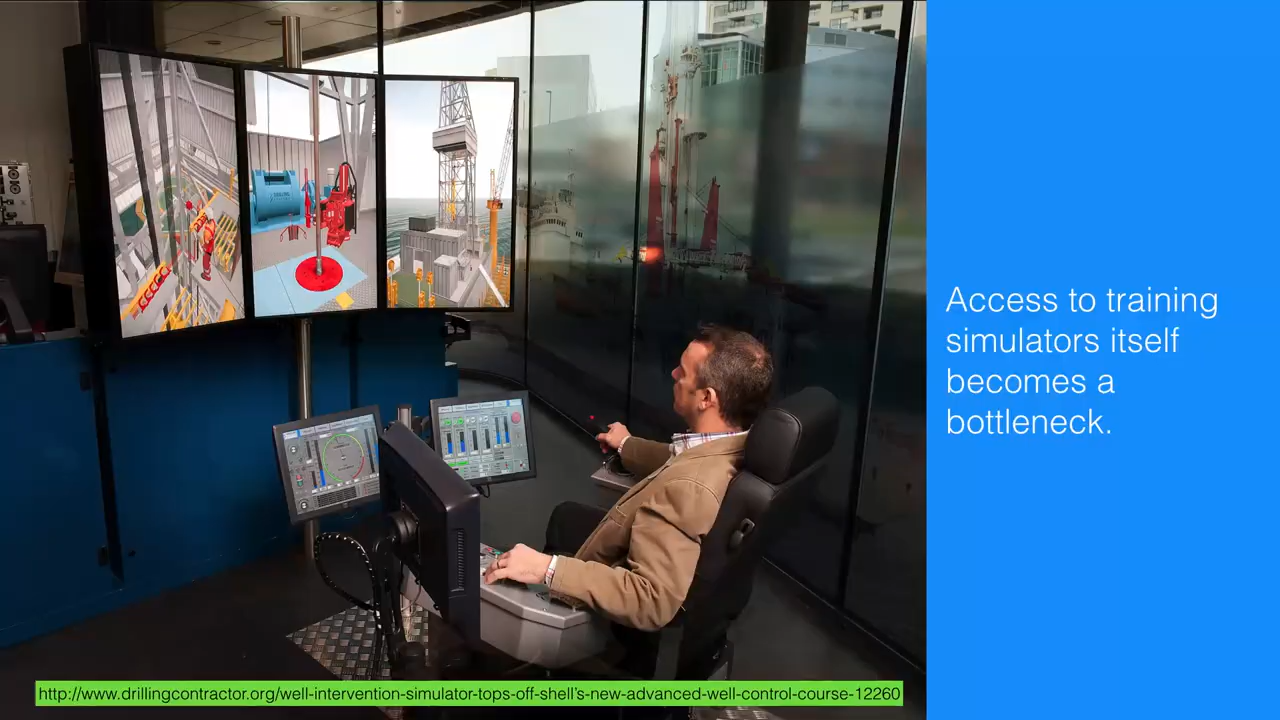 Access to training
simulators itself
becomes a
bottleneck.
http://www.drillingcontractor.org/well-intervention-simulator-tops-off-shell's-new-advanced-well-control-course-12260